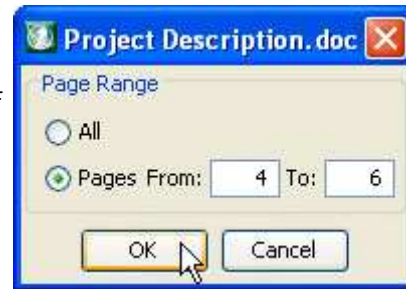 Project Description.doc
Page Range
All
Pages From: 4 To: 6
OK Cancel